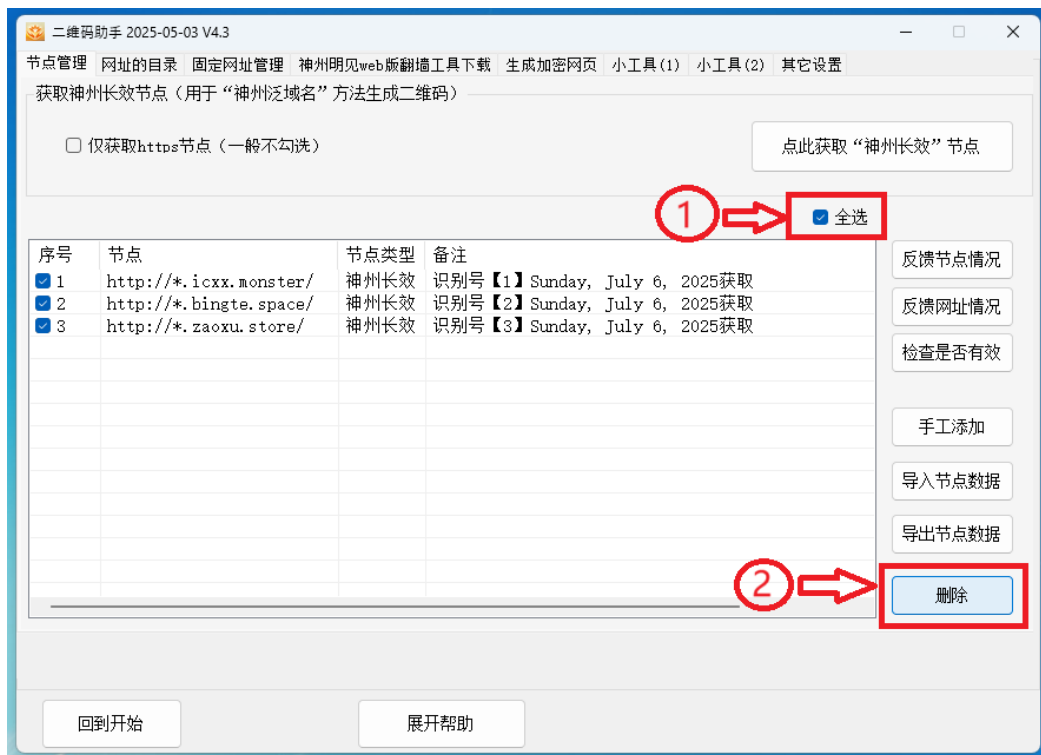 二维码助手 2025-05-03 V4.3
节点管理 网址的目录 固定网址管理 神州明见web版翻墙工具下载 生成加密网页 小工具(1) 小工具(2) 其它设置
获取神州长效节点（用于“神州泛域名”方法生成二维码）
仅获取https节点（一般不勾选）
点此获取“神州长效”节点
1
全选
序号 节点 节点类型 备注
1 http://*.icxx.monster/ 神州长效 识别号【1】Sunday, July 6, 2025获取
2 http://*.bingte.space/ 神州长效 识别号【2】Sunday, July 6, 2025获取
3 http://*.zaoxu.store/ 神州长效 识别号【3】Sunday, July 6, 2025获取
反馈节点情况
反馈网址情况
检查是否有效
手工添加
导入节点数据
导出节点数据
2
删除
回到开始
展开帮助